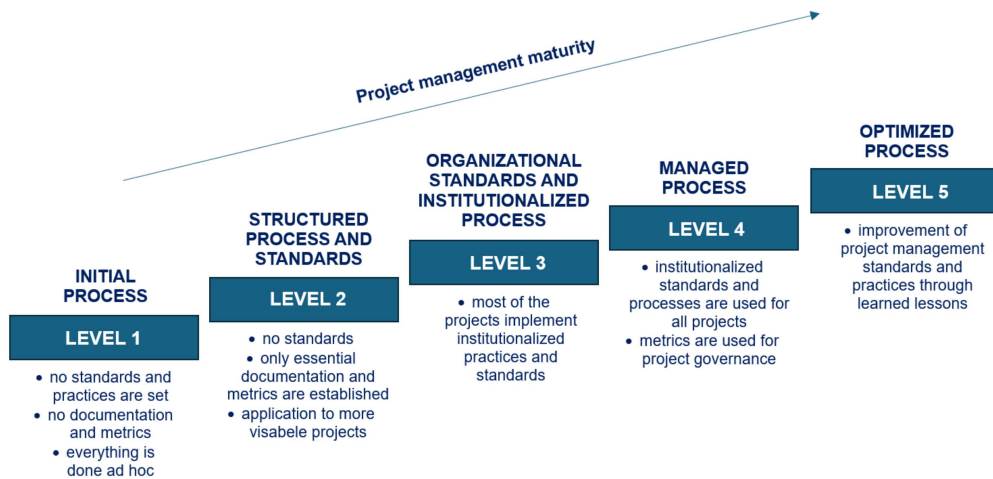 Project management maturity
INITIAL
PROCESS
LEVEL 1
• no standards and
practices are set
• no documentation
and metrics
• everything is
done ad hoc
STRUCTURED
PROCESS AND
STANDARDS
LEVEL 2
• no standards
• only essential
documentation and
metrics are established
• application to more
visabele projects
ORGANIZATIONAL
STANDARDS AND
INSTITUTIONALIZED
PROCESS
LEVEL 3
• most of the
projects implement
institutionalized
practices and
standards
MANAGED
PROCESS
LEVEL 4
• institutionalized
standards and
processes are used for
all projects
• metrics are used for
project governance
OPTIMIZED
PROCESS
LEVEL 5
• improvement of
project management
standards and
practices through
learned lessons